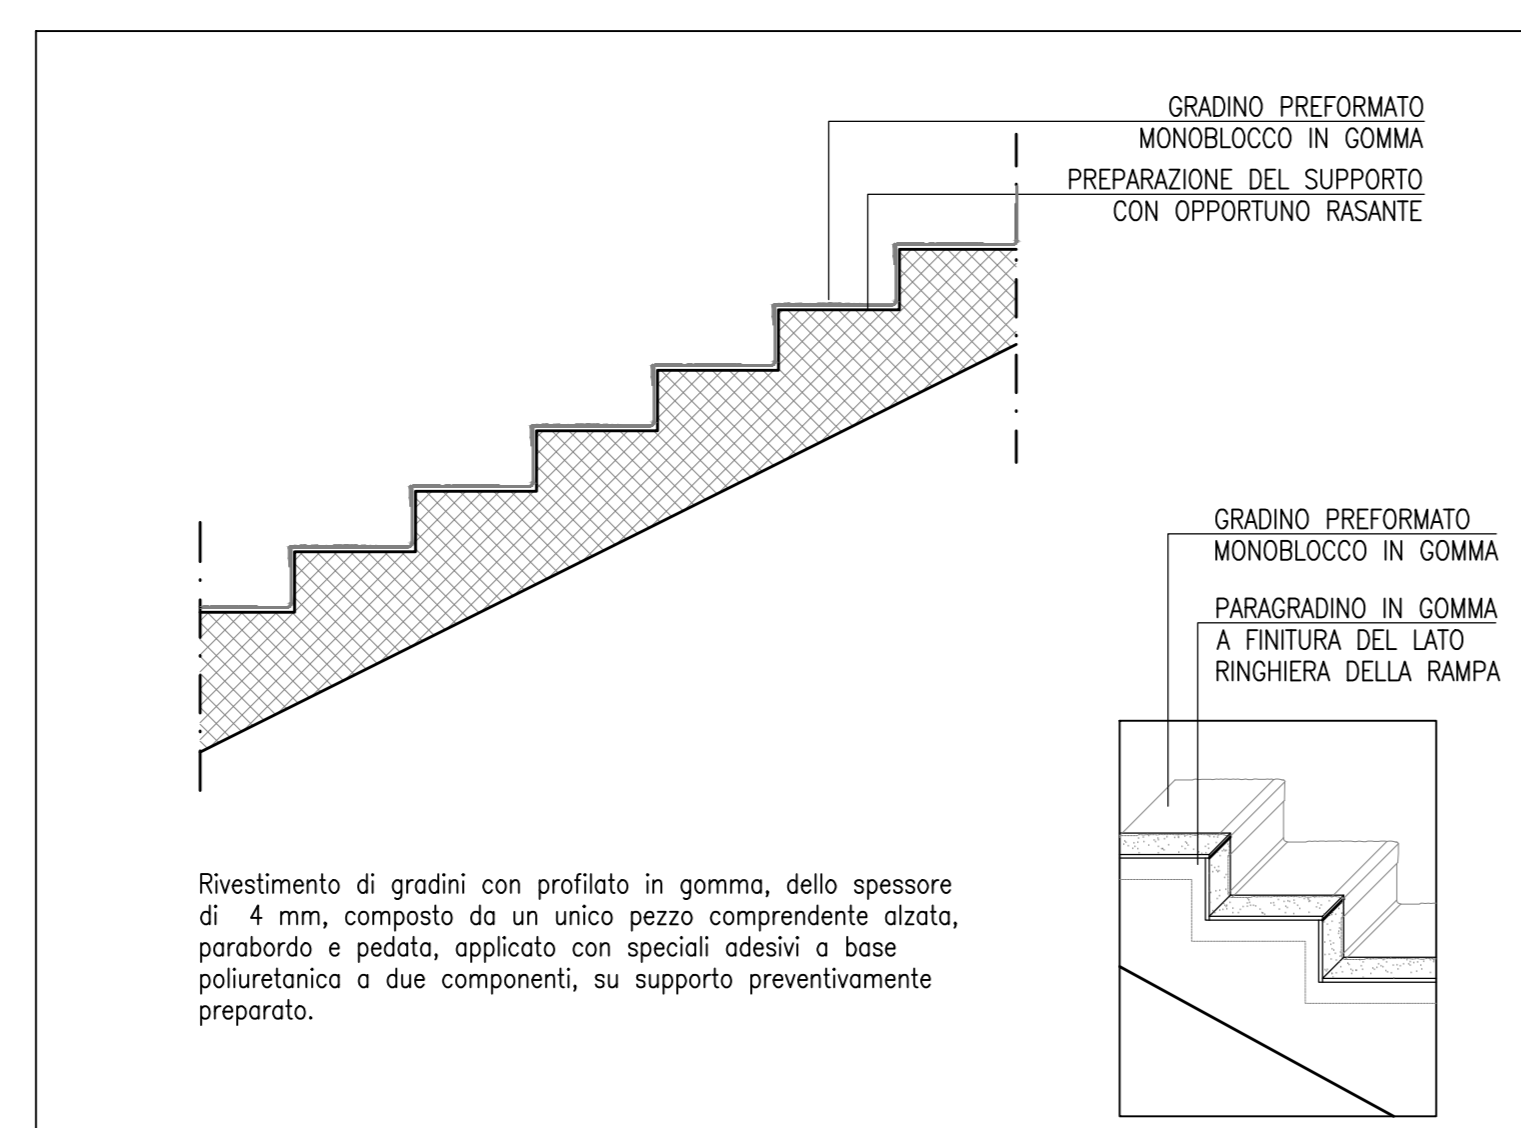 GRADINO PREFORMATO
MONOBLOCCO IN GOMMA
PREPARAZIONE DEL SUPPORTO
CON OPPORTUNO RASANTE
GRADINO PREFORMATO
MONOBLOCCO IN GOMMA
PARAGRADINO IN GOMMA
A FINITURA DEL LATO
RINGHIERA DELLA RAMPA
Rivestimento di gradini con profilato in gomma, dello spessore
di 4 mm, composto da un unico pezzo comprendente alzata,
parabordo e pedata, applicato con speciali adesivi a base
poliuretanica a due componenti, su supporto preventivamente
preparato.